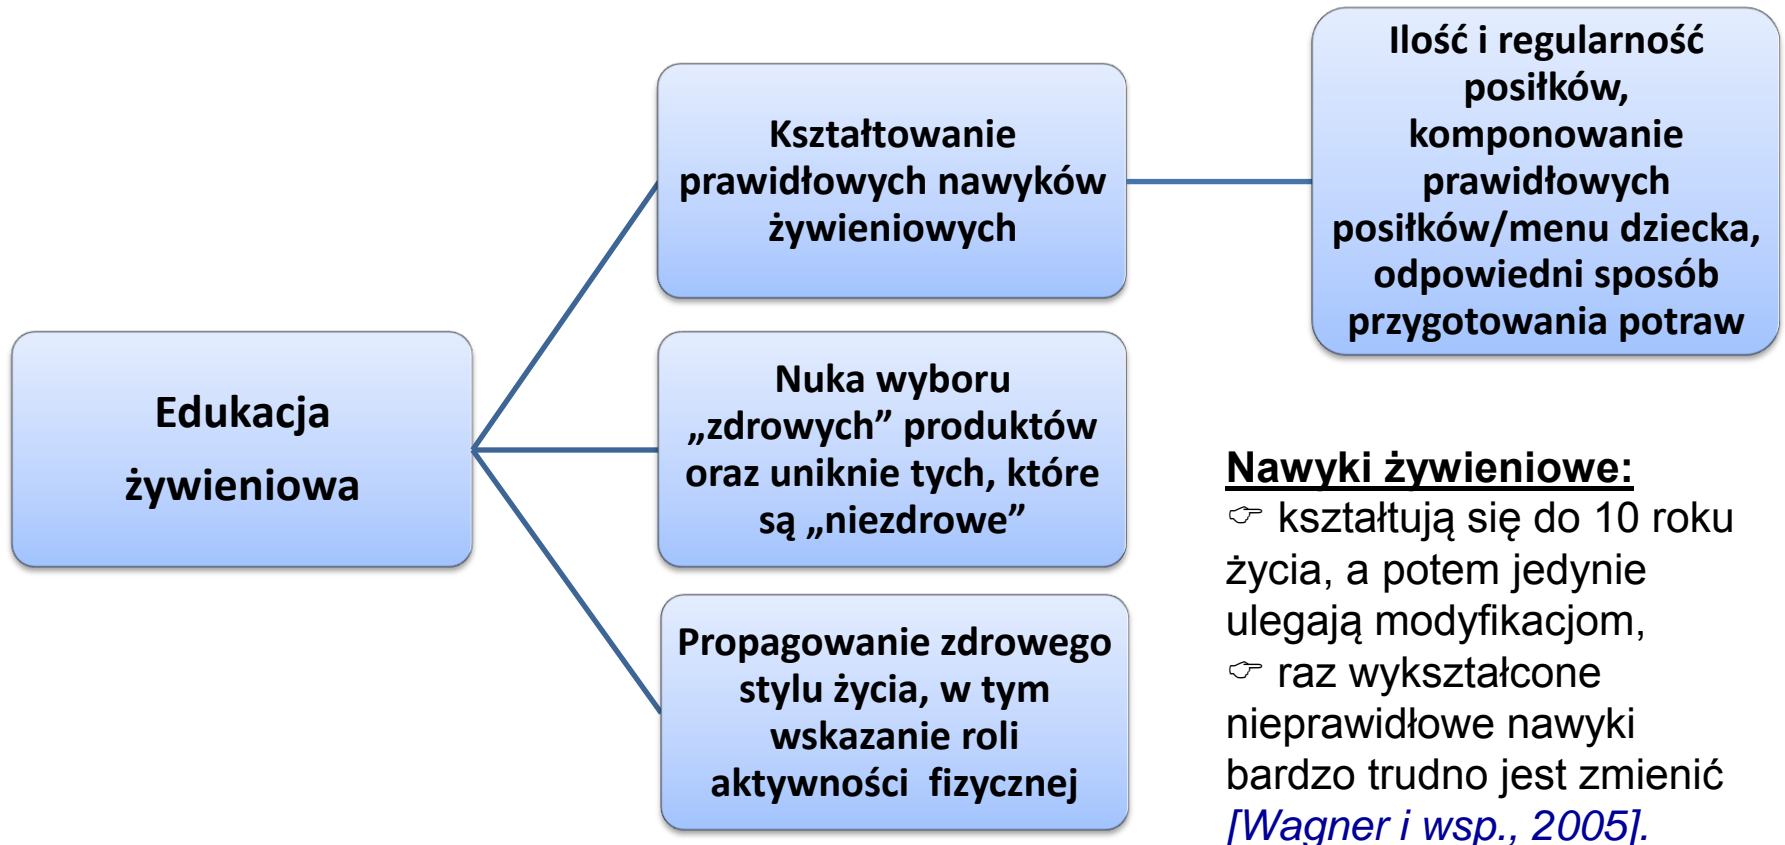 Edukacja
żywieniowa
Kształtowanie
prawidłowych nawyków
żywieniowych
Ilość i regularność
posiłków,
komponowanie
prawidłowych
posiłków/menu dziecka,
odpowiedni sposób
przygotowania potraw
Nuka wyboru
„zdrowych” produktów
oraz uniknie tych, które
są „niezdrowe”
Propagowanie zdrowego
stylu życia, w tym
wskazanie roli
aktywności  fizycznej
Nawyki żywieniowe:
☞ kształtują się do 10 roku
życia, a potem jedynie
ulegają modyfikacjom,
☞ raz wykształcone
nieprawidłowe nawyki
bardzo trudno jest zmienić
[Wagner i wsp., 2005].